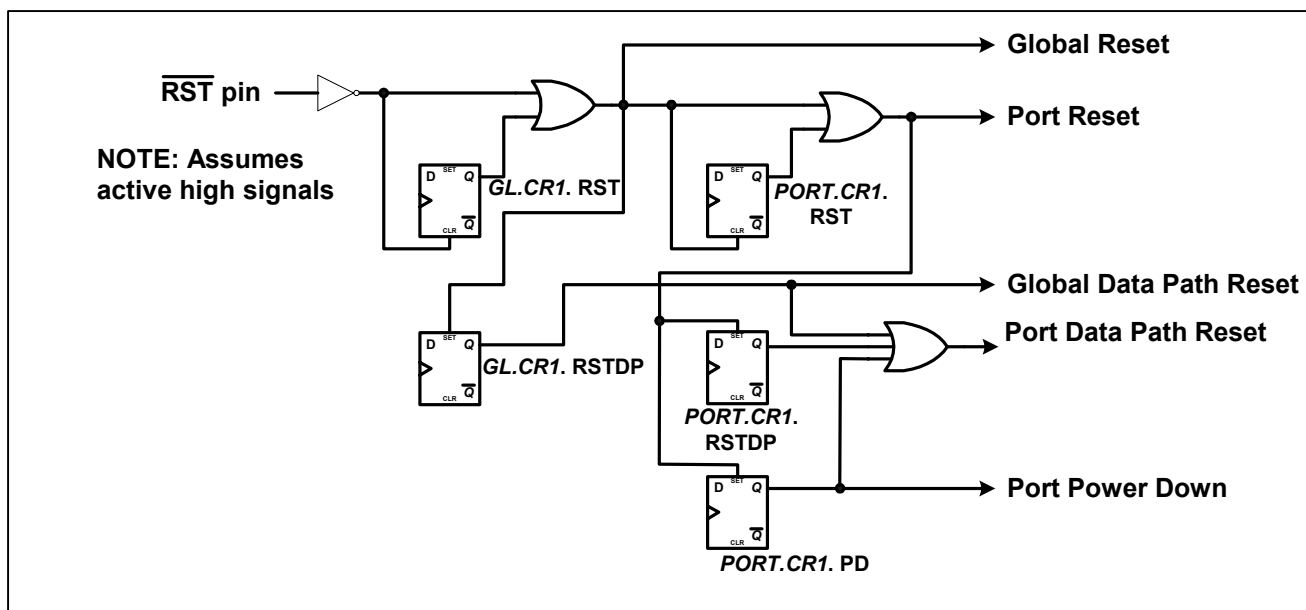 Global Reset
RST pin
Port Reset
NOTE: Assumes
active high signals
D SET Q
Q
CLR
GL.CR1. RST
D SET Q
Q
CLR
PORT.CR1.
RST
Global Data Path Reset
Port Data Path Reset
D SET Q
Q
CLR
GL.CR1. RSTDP
D SET Q
Q
CLR
PORT.CR1.
RSTDP
D SET Q
Q
CLR
Port Power Down
PORT.CR1. PD